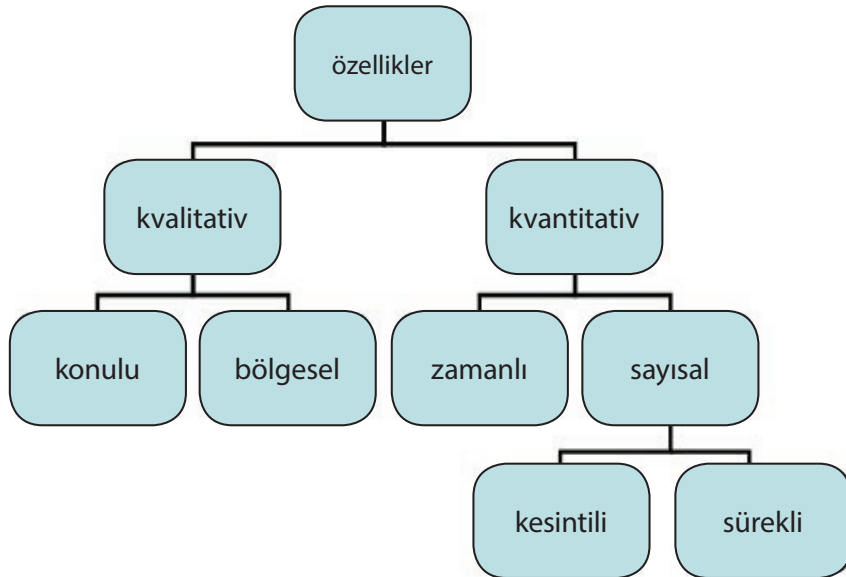 özellikler
kvalitativ
kvantitativ
konulu
bölgesel
zamanlı
sayısal
kesintili
sürekli